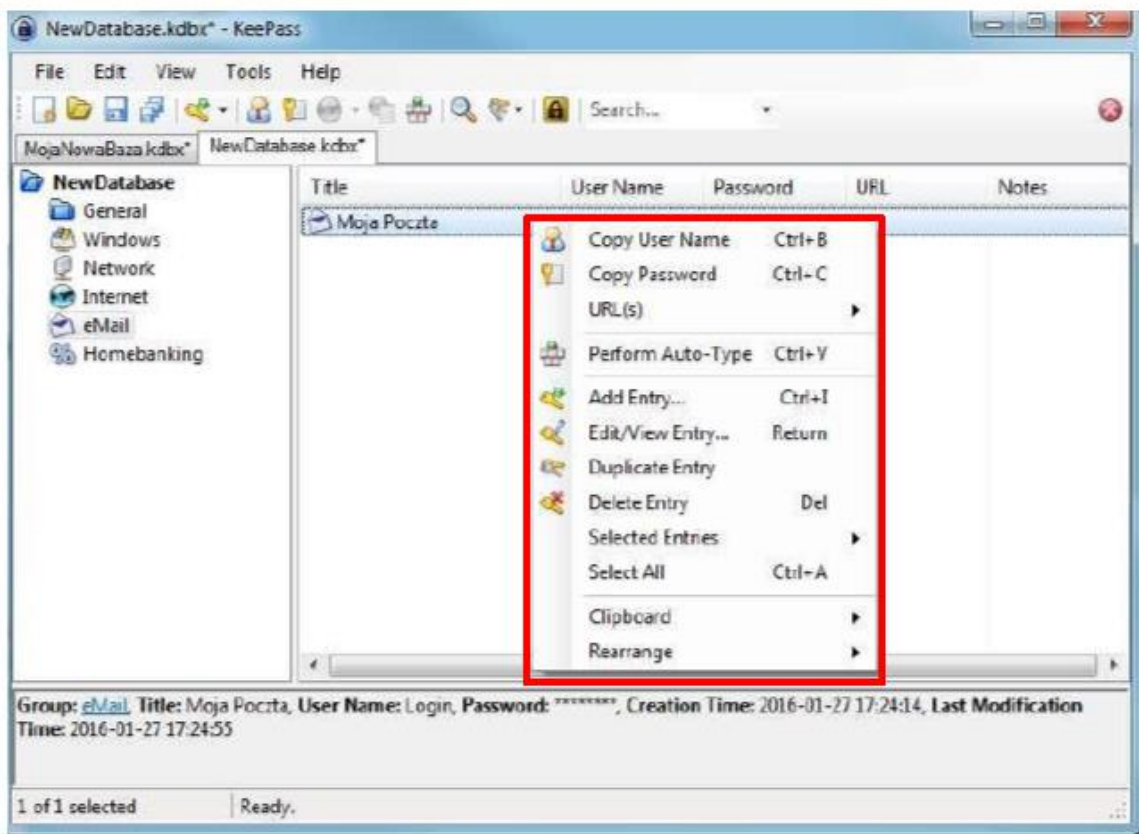 NewDatabase.kdbx* - KeePass
File Edit View Tools Help
Search...
MojaNowaBaza.kdbx* NewDatabase.kdbx*
NewDatabase
General
Windows
Network
Internet
eMail
Homebanking
Title User Name Password URL Notes
Moja Poczta
Copy User Name Ctrl+B
Copy Password Ctrl+C
URL(s)
Perform Auto-Type Ctrl+V
Add Entry... Ctrl+I
Edit/View Entry... Return
Duplicate Entry
Delete Entry Del
Selected Entries
Select All Ctrl+A
Clipboard
Rearrange
Group: eMail, Title: Moja Poczta, User Name: Login, Password: ********, Creation Time: 2016-01-27 17:24:14, Last Modification
Time: 2016-01-27 17:24:55
1 of 1 selected Ready.